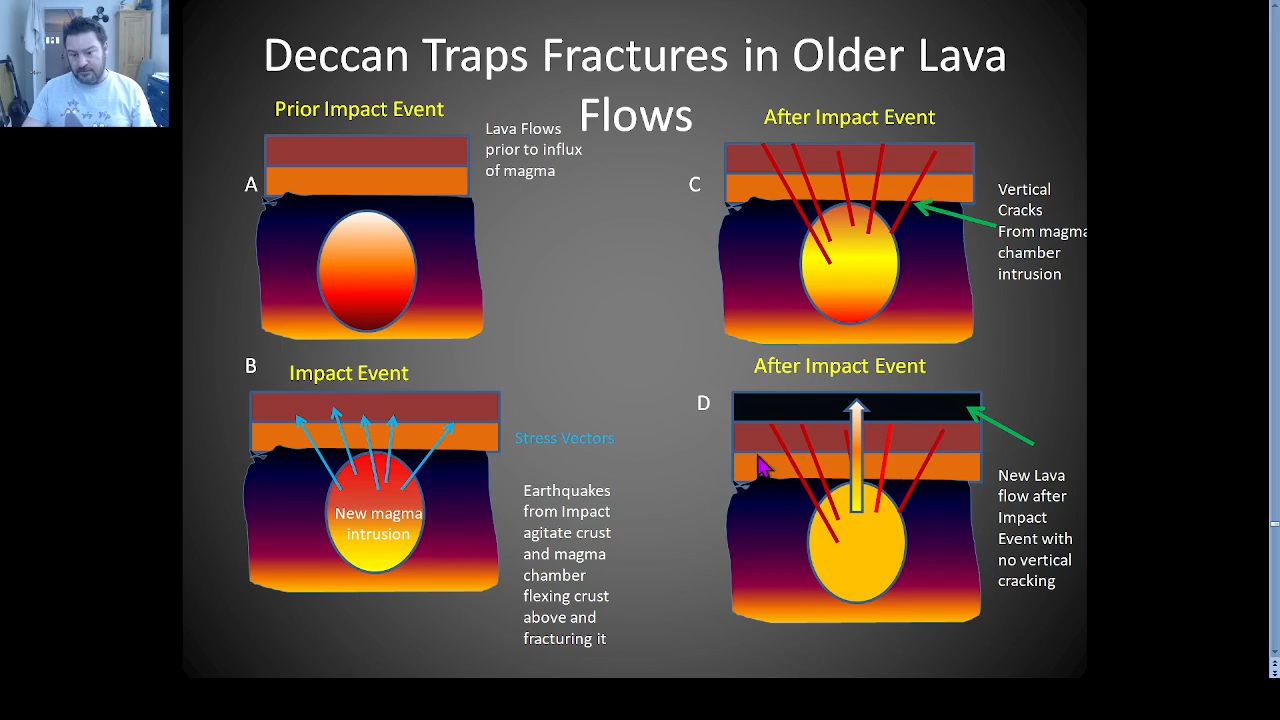 Deccan Traps Fractures in Older Lava
Flows
Prior Impact Event
Lava Flows
prior to influx
of magma
A
After Impact Event
C
Vertical
Cracks
From magma
chamber
intrusion
B
Impact Event
Stress Vectors
New magma
intrusion
Earthquakes
from Impact
agitate crust
and magma
chamber
flexing crust
above and
fracturing it
After Impact Event
D
New Lava
flow after
Impact
Event with
no vertical
cracking